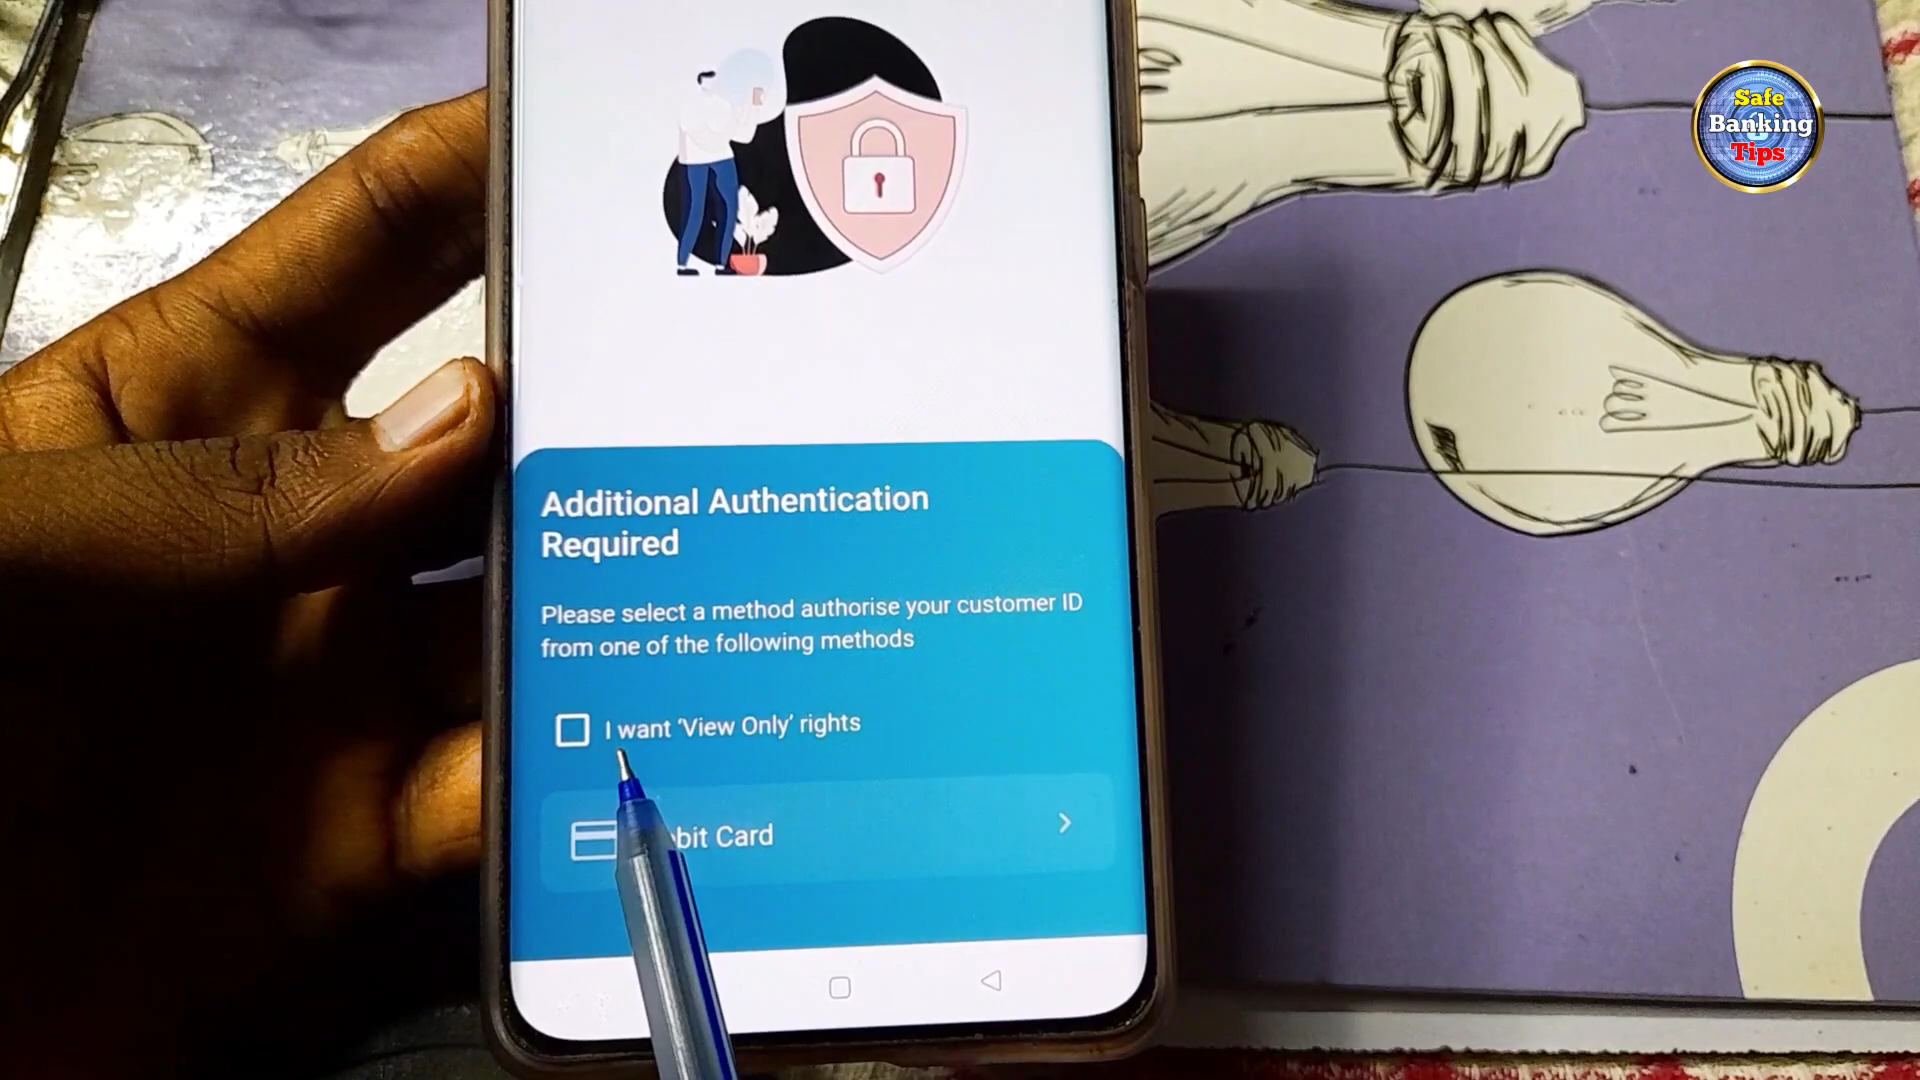 Safe
Banking
Tips
Additional Authentication
Required
Please select a method authorise your customer ID
from one of the following methods
I want ‘View Only’ rights
bit Card